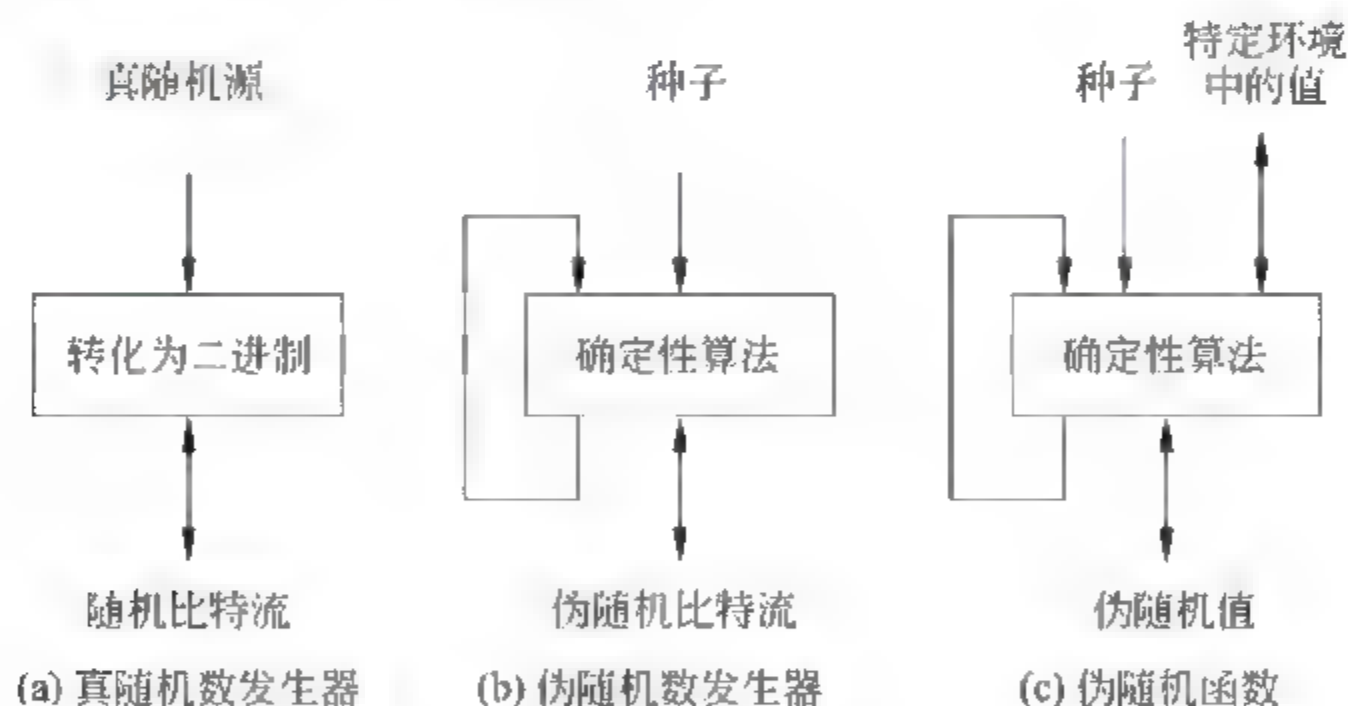 真随机源
种子
种子
特定环境
中的值
转化为二进制
确定性算法
确定性算法
随机比特流
伪随机比特流
伪随机值
(a) 真随机数发生器
(b) 伪随机数发生器
(c) 伪随机函数